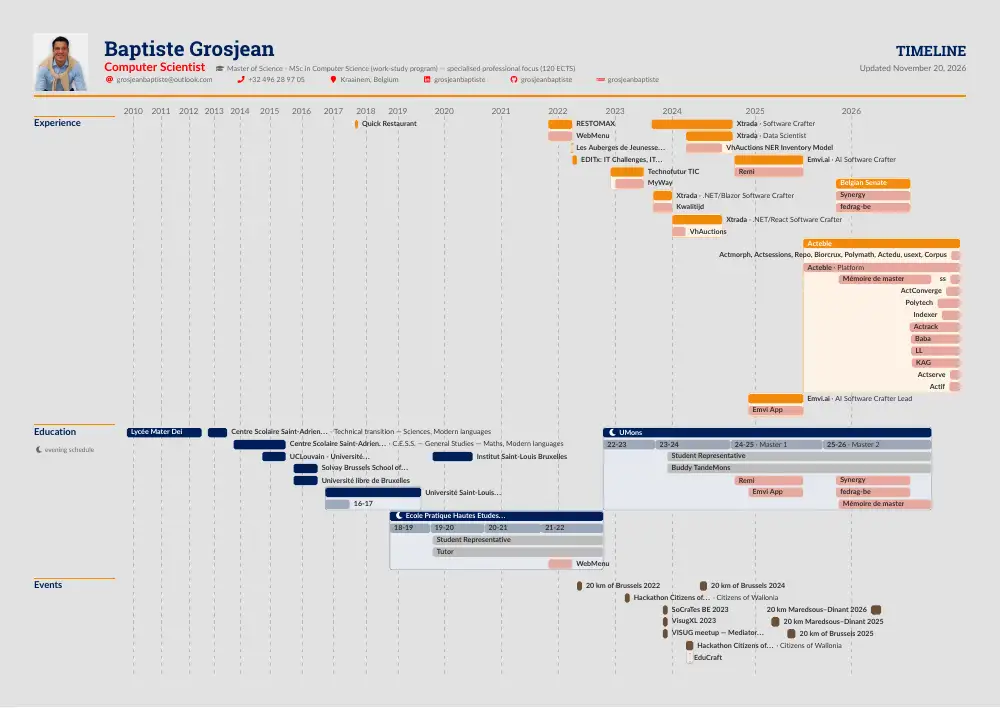 Baptiste Grosjean
TIMELINE
Computer Scientist
Master of Science - MSc in Computer Science (work-study program) — specialised professional focus (120 ECTS)
Updated November 20, 2026
grosjeanbaptiste@outlook.com +32 496 28 97 05 Kraainem, Belgium grosjeanbaptiste grosjeanbaptiste grosjeanbaptiste
2010 2011 2012 2013 2014 2015 2016 2017 2018 2019 2020 2021 2022 2023 2024 2025 2026
Experience
Quick Restaurant
RESTOMAX
Xtrada · Software Crafter
WebMenu
Xtrada · Data Scientist
Les Auberges de Jeunesse…
VhAuctions NER Inventory Model
EDITx: IT Challenges, IT…
Emvi.ai · AI Software Crafter
Technofutur TIC
Remi
MyWay
Belgian Senate
Xtrada · .NET/Blazor Software Crafter
Synergy
Kwalitijd
fedrag-be
Xtrada · .NET/React Software Crafter
VhAuctions
Acteble
Actmorph, Actsessions, Repo, Biorcrux, Polymath, Actedu, usext, Corpus
Acteble · Platform
Mémoire de master
ss
ActConverge
Polytech
Indexer
Actrack
Baba
LL
KAG
Actserve
Actif
Emvi.ai · AI Software Crafter Lead
Emvi App
Education
evening schedule
Lycée Mater Dei
Centre Scolaire Saint-Adrien… · Technical transition — Sciences, Modern languages
UMons
Centre Scolaire Saint-Adrien… · C.E.S.S. — General Studies — Maths, Modern languages
22-23 23-24 24-25 · Master 1 25-26 · Master 2
UCLouvain · Université…
Institut Saint-Louis Bruxelles
Student Representative
Solvay Brussels School of…
Buddy TandeMons
Université libre de Bruxelles
Remi
Synergy
Université Saint-Louis…
Emvi App
fedrag-be
16-17
Mémoire de master
Ecole Pratique Hautes Etudes…
18-19 19-20 20-21 21-22
Student Representative
Tutor
WebMenu
Events
20 km of Brussels 2022
20 km of Brussels 2024
Hackathon Citizens of… · Citizens of Wallonia
SoCraTes BE 2023
20 km Maredsous–Dinant 2026
VisugXL 2023
20 km Maredsous–Dinant 2025
VISUG meetup — Mediator…
20 km of Brussels 2025
Hackathon Citizens of… · Citizens of Wallonia
EduCraft